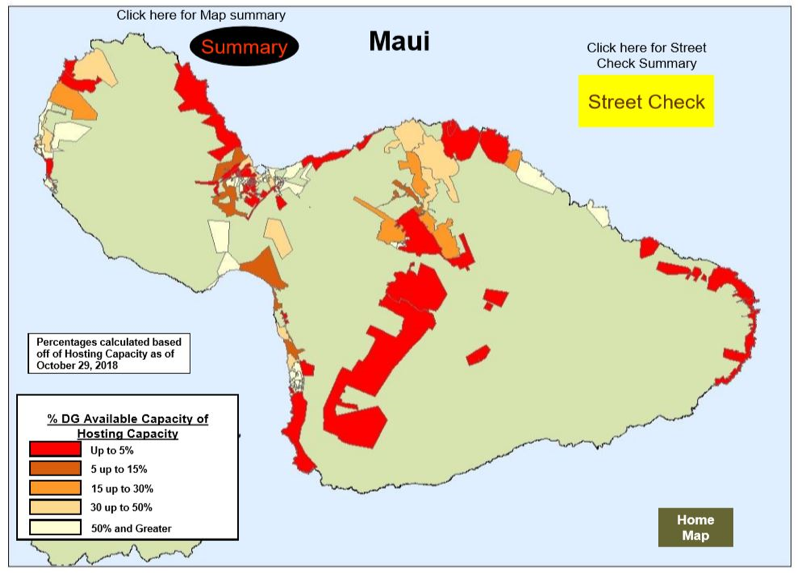 Click here for Map summary
Summary
Maui
Click here for Street
Check Summary
Street Check
Percentages calculated based
off of Hosting Capacity as of
October 29, 2018
% DG Available Capacity of
Hosting Capacity
Up to 5%
5 up to 15%
15 up to 30%
30 up to 50%
50% and Greater
Home
Map